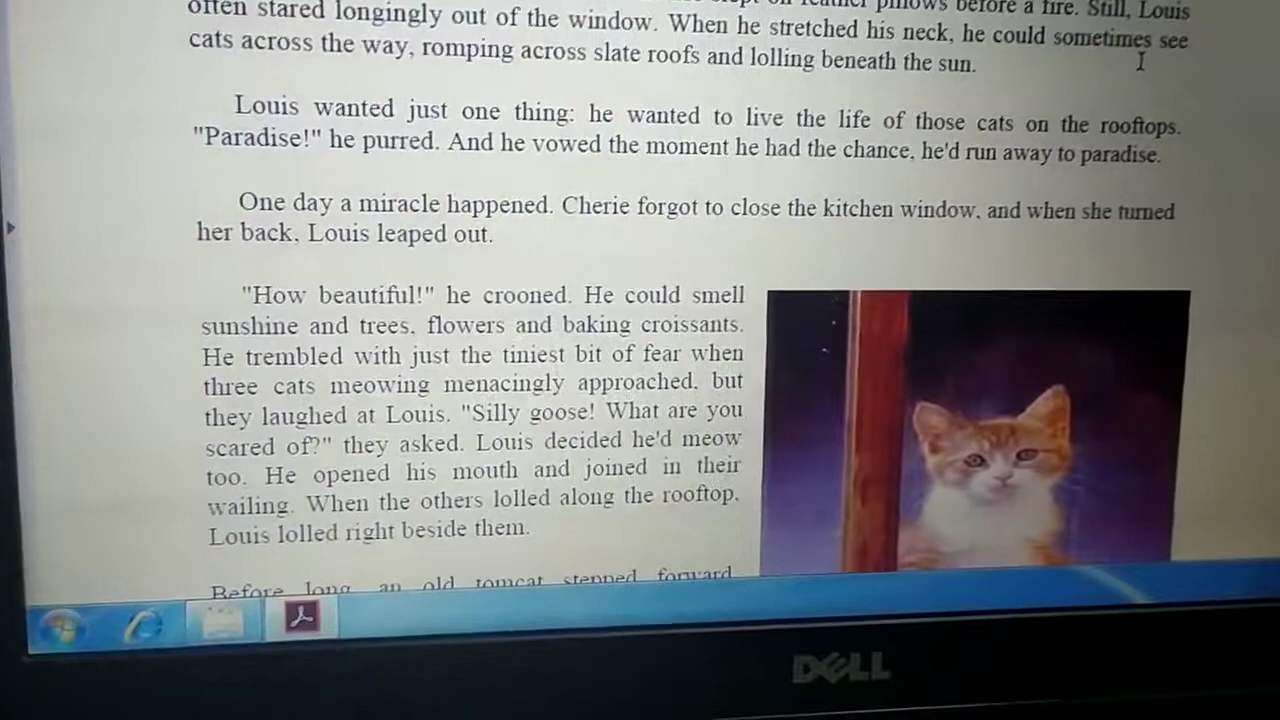 often stared longingly out of the window. When he stretched his neck, he could sometimes see
cats across the way, romping across slate roofs and lolling beneath the sun.
Louis wanted just one thing: he wanted to live the life of those cats on the rooftops.
"Paradise!" he purred. And he vowed the moment he had the chance, he'd run away to paradise.
One day a miracle happened. Cherie forgot to close the kitchen window, and when she turned
her back, Louis leaped out.
"How beautiful!" he crooned. He could smell
sunshine and trees, flowers and baking croissants.
He trembled with just the tiniest bit of fear when
three cats meowing menacingly approached, but
they laughed at Louis. "Silly goose! What are you
scared of?" they asked. Louis decided he'd meow
too. He opened his mouth and joined in their
wailing. When the others lolled along the rooftop,
Louis lolled right beside them.
Before long an old tomcat stepped forward
DELL